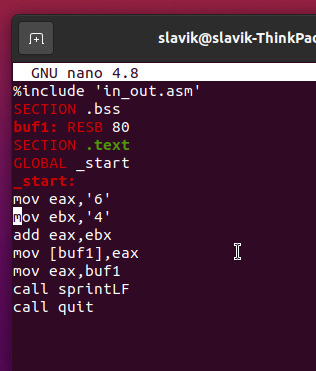 slavik@slavik-ThinkPac
GNU nano 4.8
%include 'in_out.asm'
SECTION .bss
buf1: RESB 80
SECTION .text
GLOBAL _start
_start:
mov eax,'6'
mov ebx,'4'
add eax,ebx
mov [buf1],eax
mov eax,buf1
call sprintLF
call quit